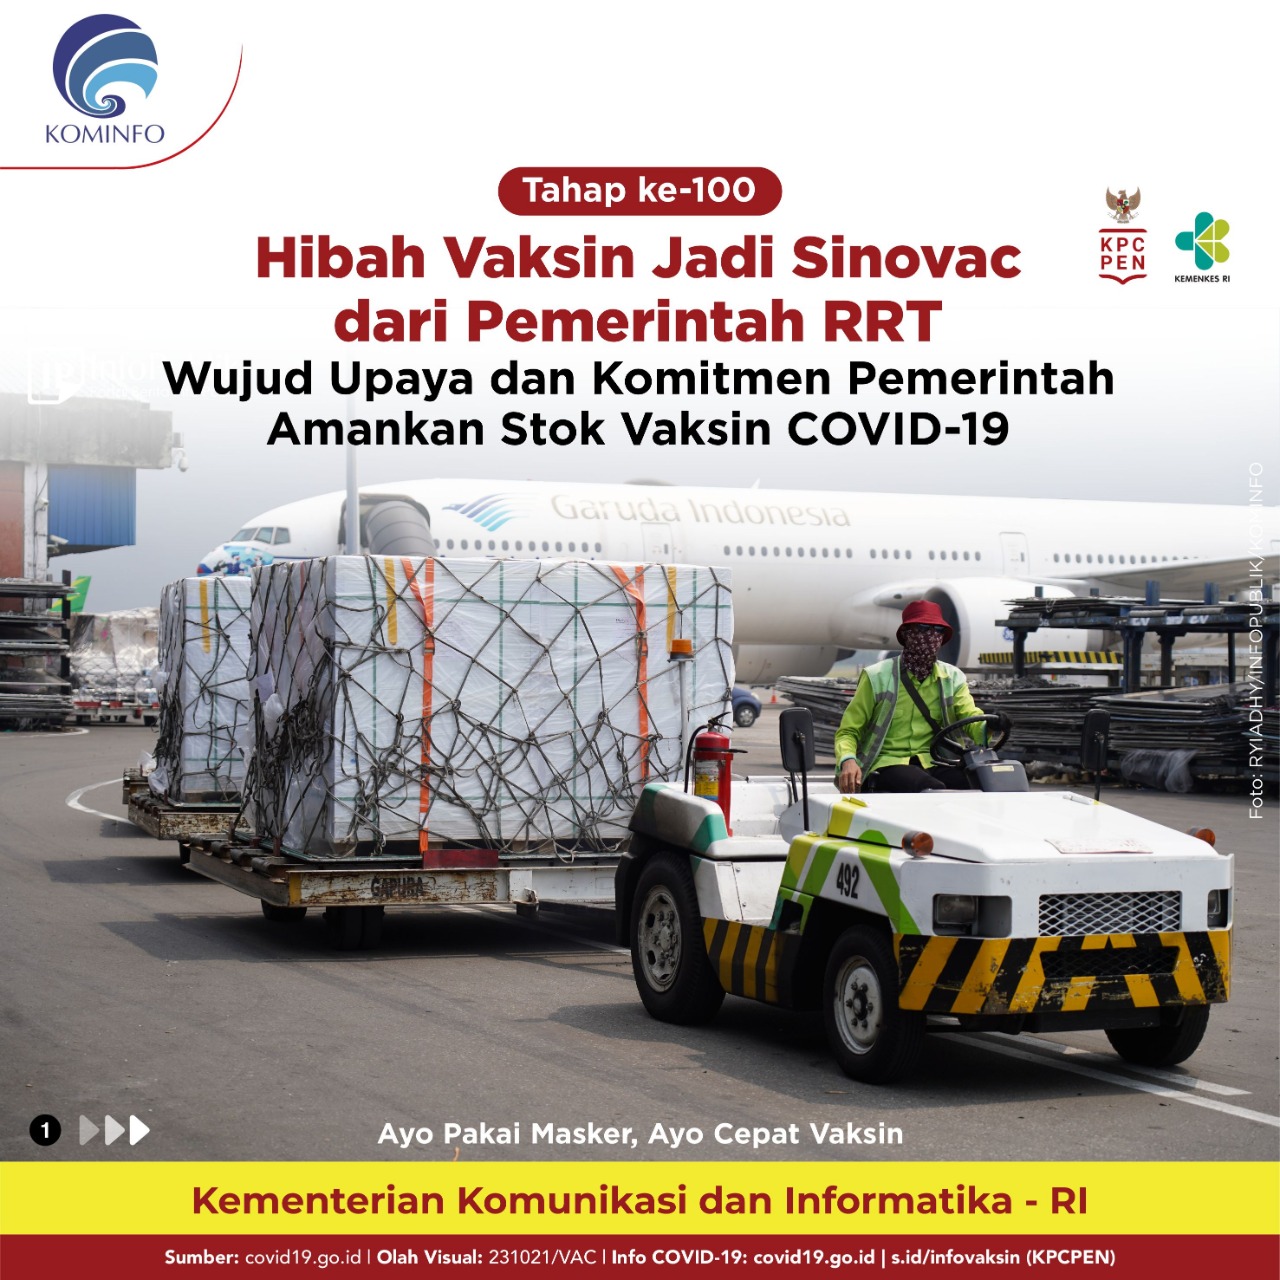 KOMINFO
Tahap ke-100
Hibah Vaksin Jadi Sinovac
dari Pemerintah RRT
KPC
PEN
KEMENKES RI
Wujud Upaya dan Komitmen Pemerintah
Amankan Stok Vaksin COVID-19
Garuda Indonesia
Foto: RYIADHY/INFOPUBLIK/KOMINFO
GARUDA
492
1
Ayo Pakai Masker, Ayo Cepat Vaksin
Kementerian Komunikasi dan Informatika - RI
Sumber: covid19.go.id | Olah Visual: 231021/VAC | Info COVID-19: covid19.go.id | s.id/infovaksin (KPCPEN)